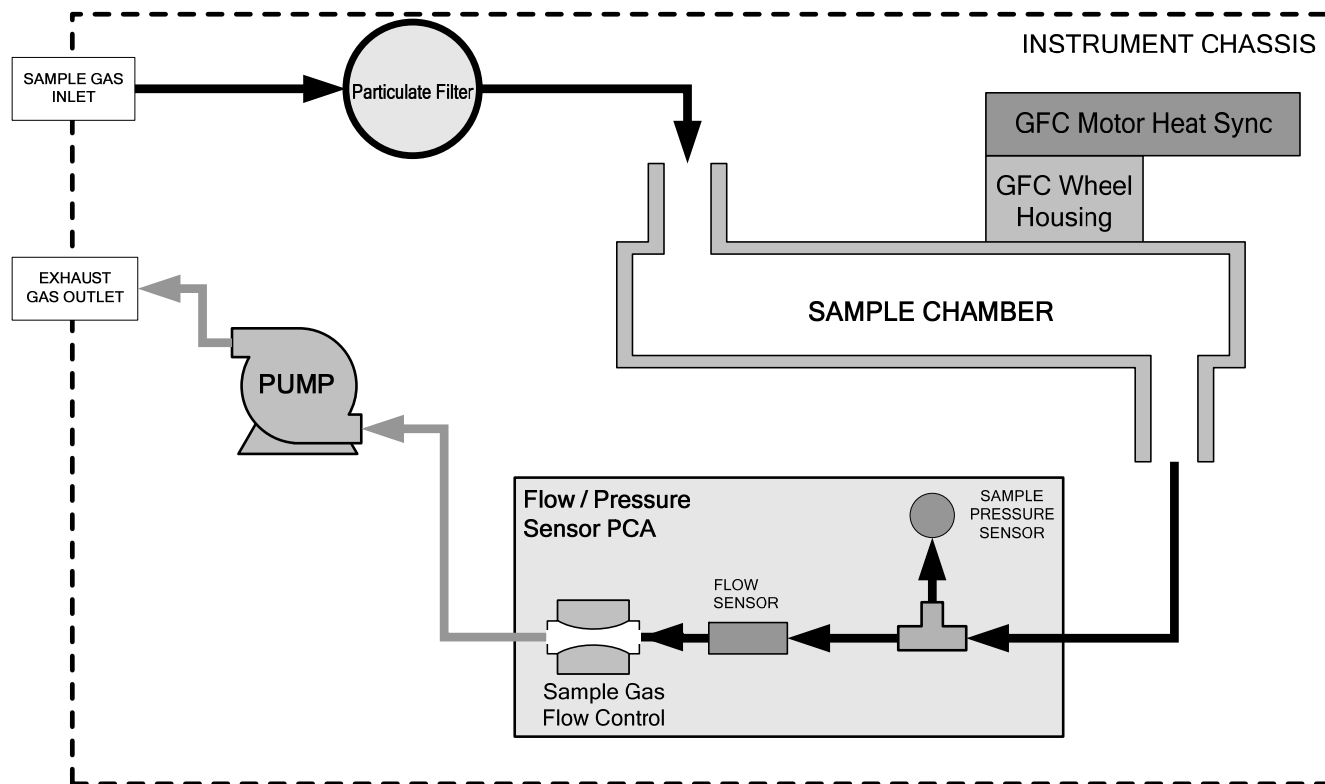 INSTRUMENT CHASSIS
SAMPLE GAS
INLET
Particulate Filter
GFC Motor Heat Sync
GFC Wheel
Housing
EXHAUST
GAS OUTLET
SAMPLE CHAMBER
PUMP
Flow / Pressure
Sensor PCA
SAMPLE
PRESSURE
SENSOR
FLOW
SENSOR
Sample Gas
Flow Control